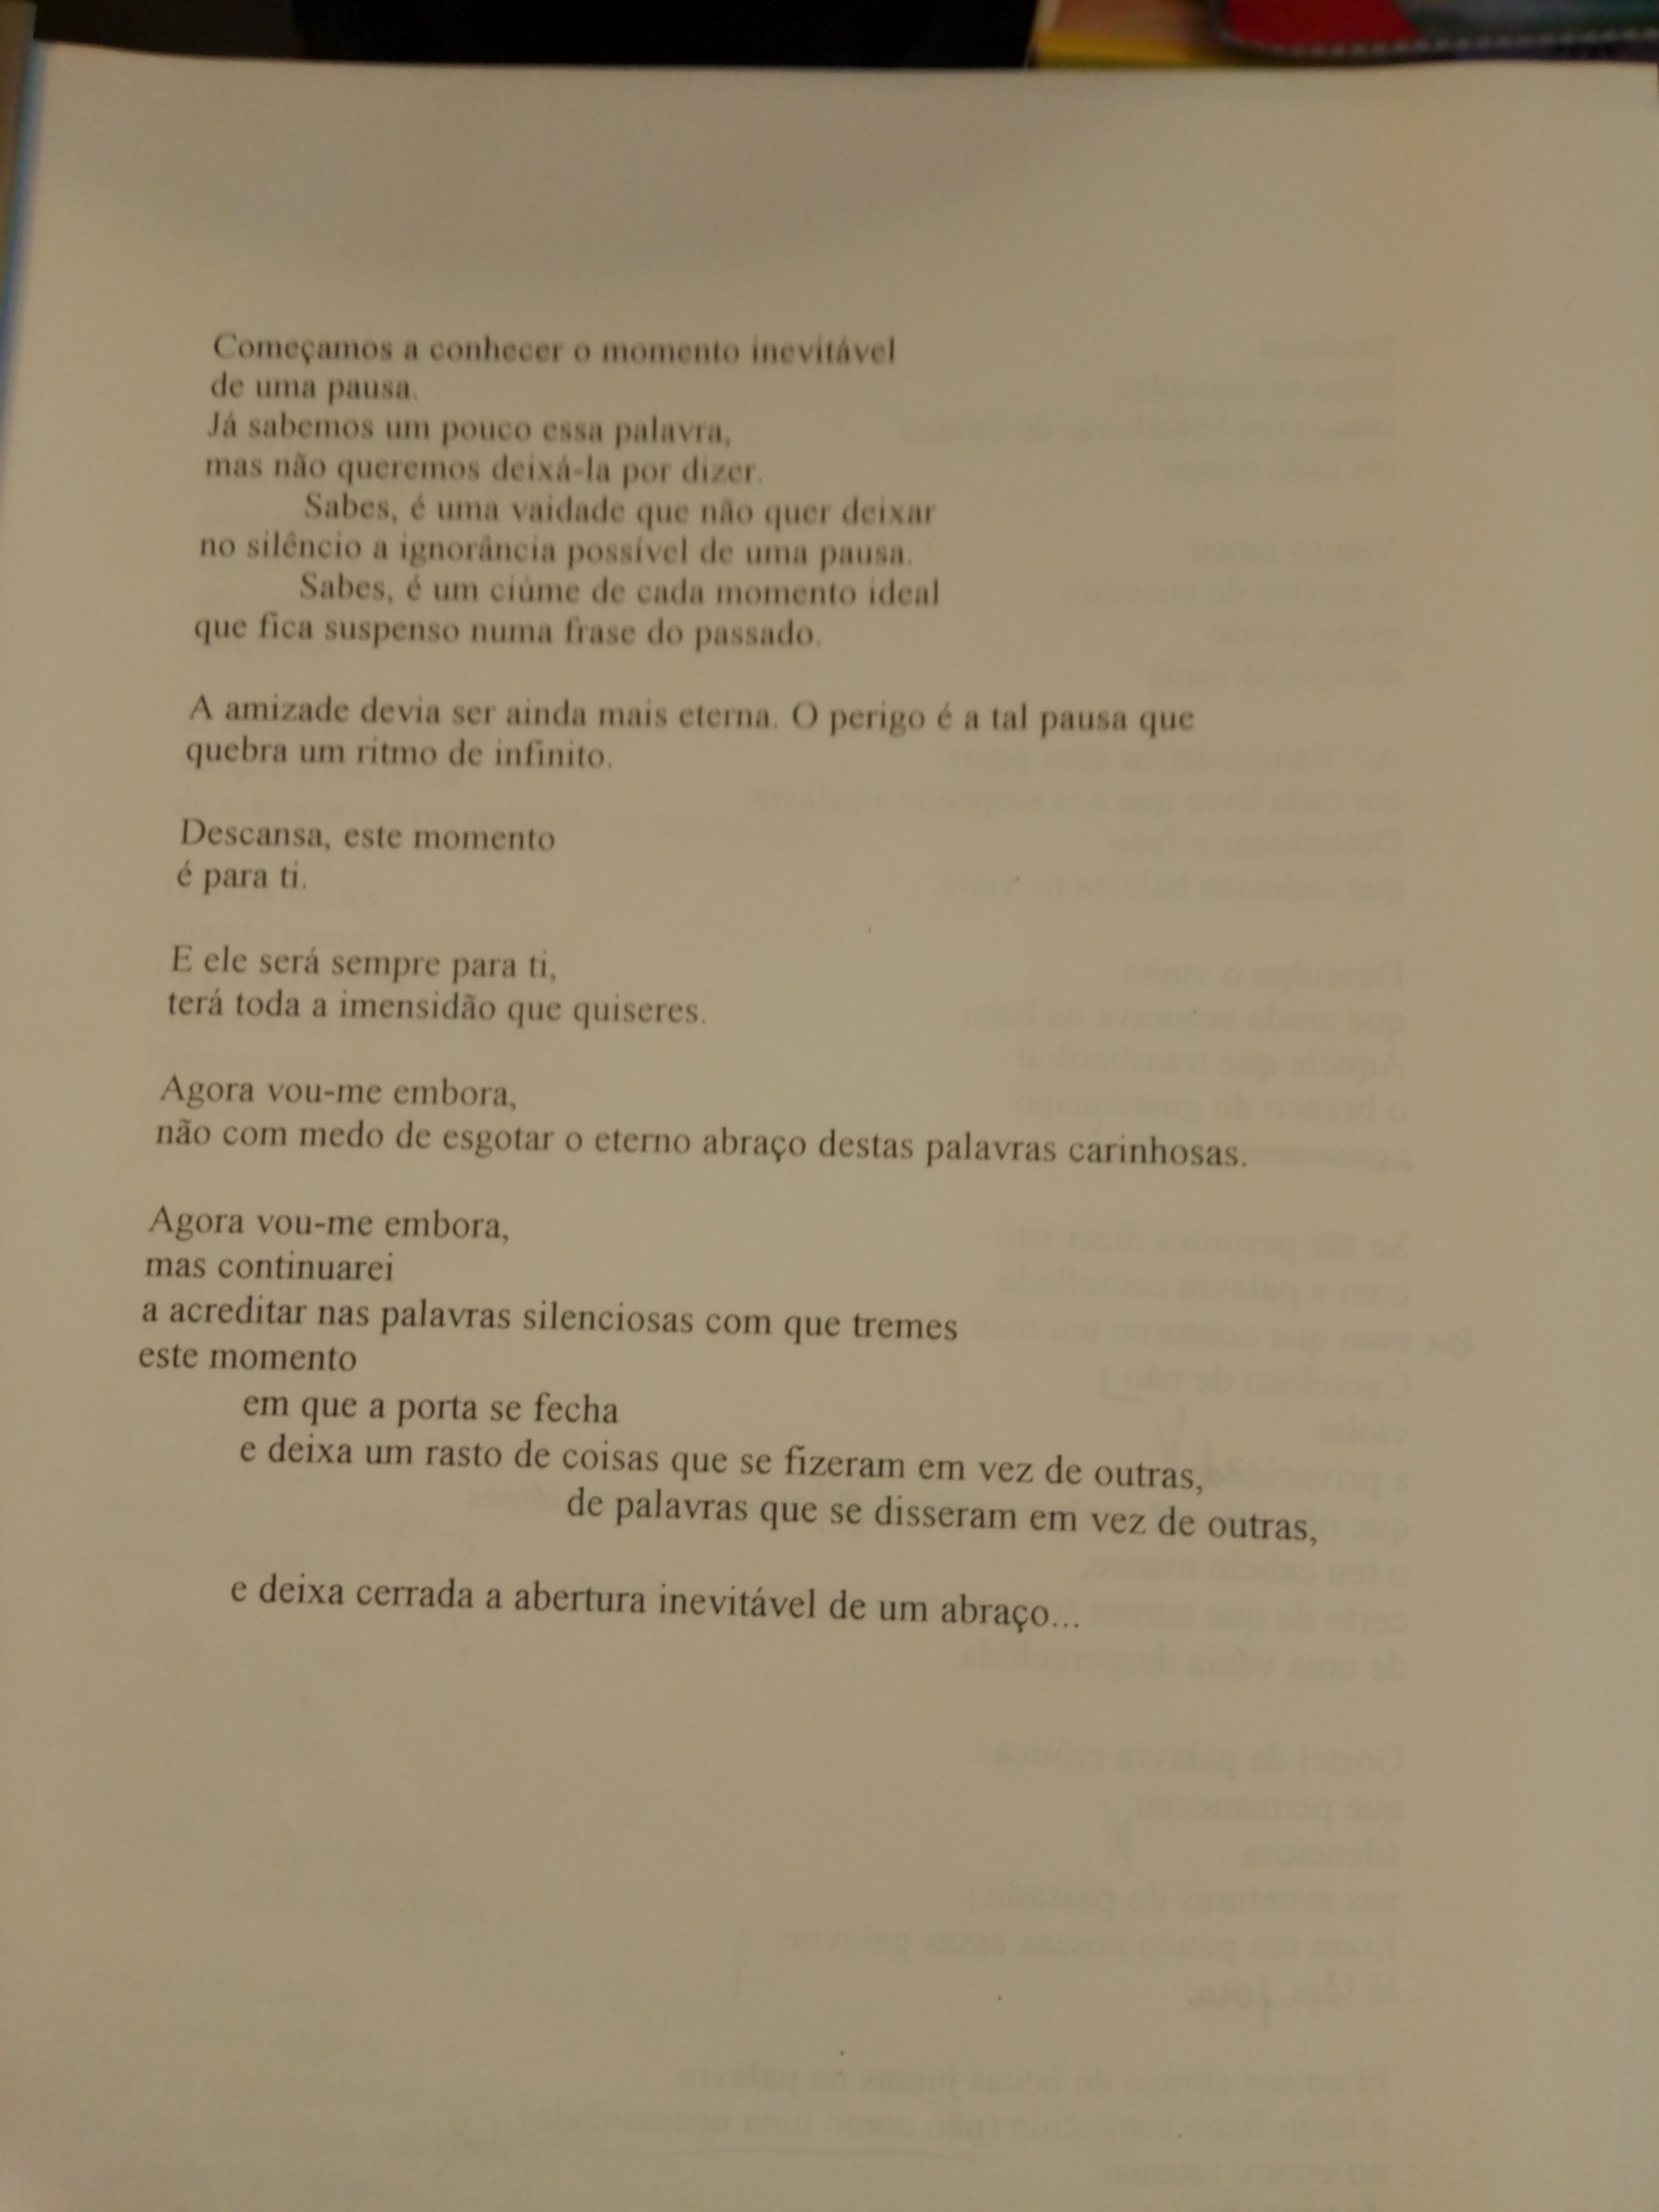 Começamos a conhecer o momento inevitável
de uma pausa.
Já sabemos um pouco essa palavra,
mas não queremos deixá-la por dizer.
Sabes, é uma vaidade que não quer deixar
no silêncio a ignorância possível de uma pausa.
Sabes, é um ciúme de cada momento ideal
que fica suspenso numa frase do passado.
A amizade devia ser ainda mais eterna. O perigo é a tal pausa que
quebra um ritmo de infinito.
Descansa, este momento
é para ti.
E ele será sempre para ti,
terá toda a imensidão que quiseres.
Agora vou-me embora,
não com medo de esgotar o eterno abraço destas palavras carinhosas.
Agora vou-me embora,
mas continuarei
a acreditar nas palavras silenciosas com que tremes
este momento
em que a porta se fecha
e deixa um rasto de coisas que se fizeram em vez de outras,
de palavras que se disseram em vez de outras,
e deixa cerrada a abertura inevitável de um abraço...